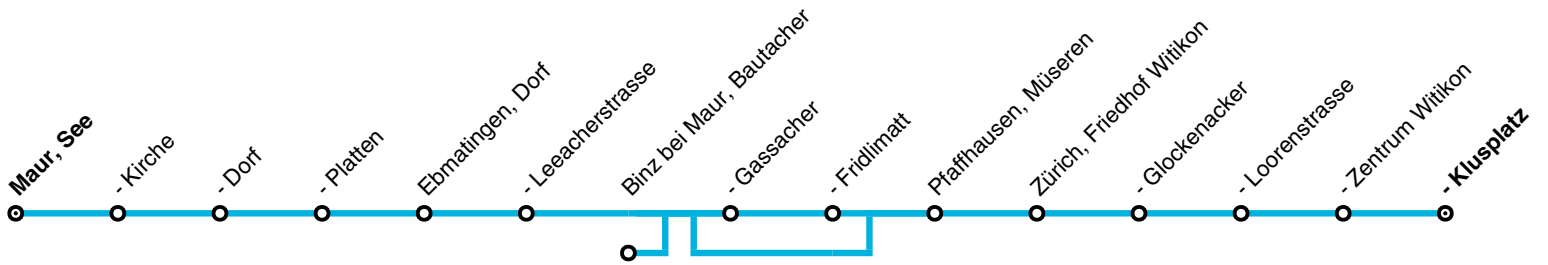 Maur, See
- Kirche
- Dorf
- Platten
Ebmatingen, Dorf
- Leeacherstrasse
Binz bei Maur, Bautacher
- Gassacher
- Fridlimatt
Pfaffhausen, Müseren
Zürich, Friedhof Witikon
- Glockenacker
- Loorenstrasse
- Zentrum Witikon
- Klusplatz